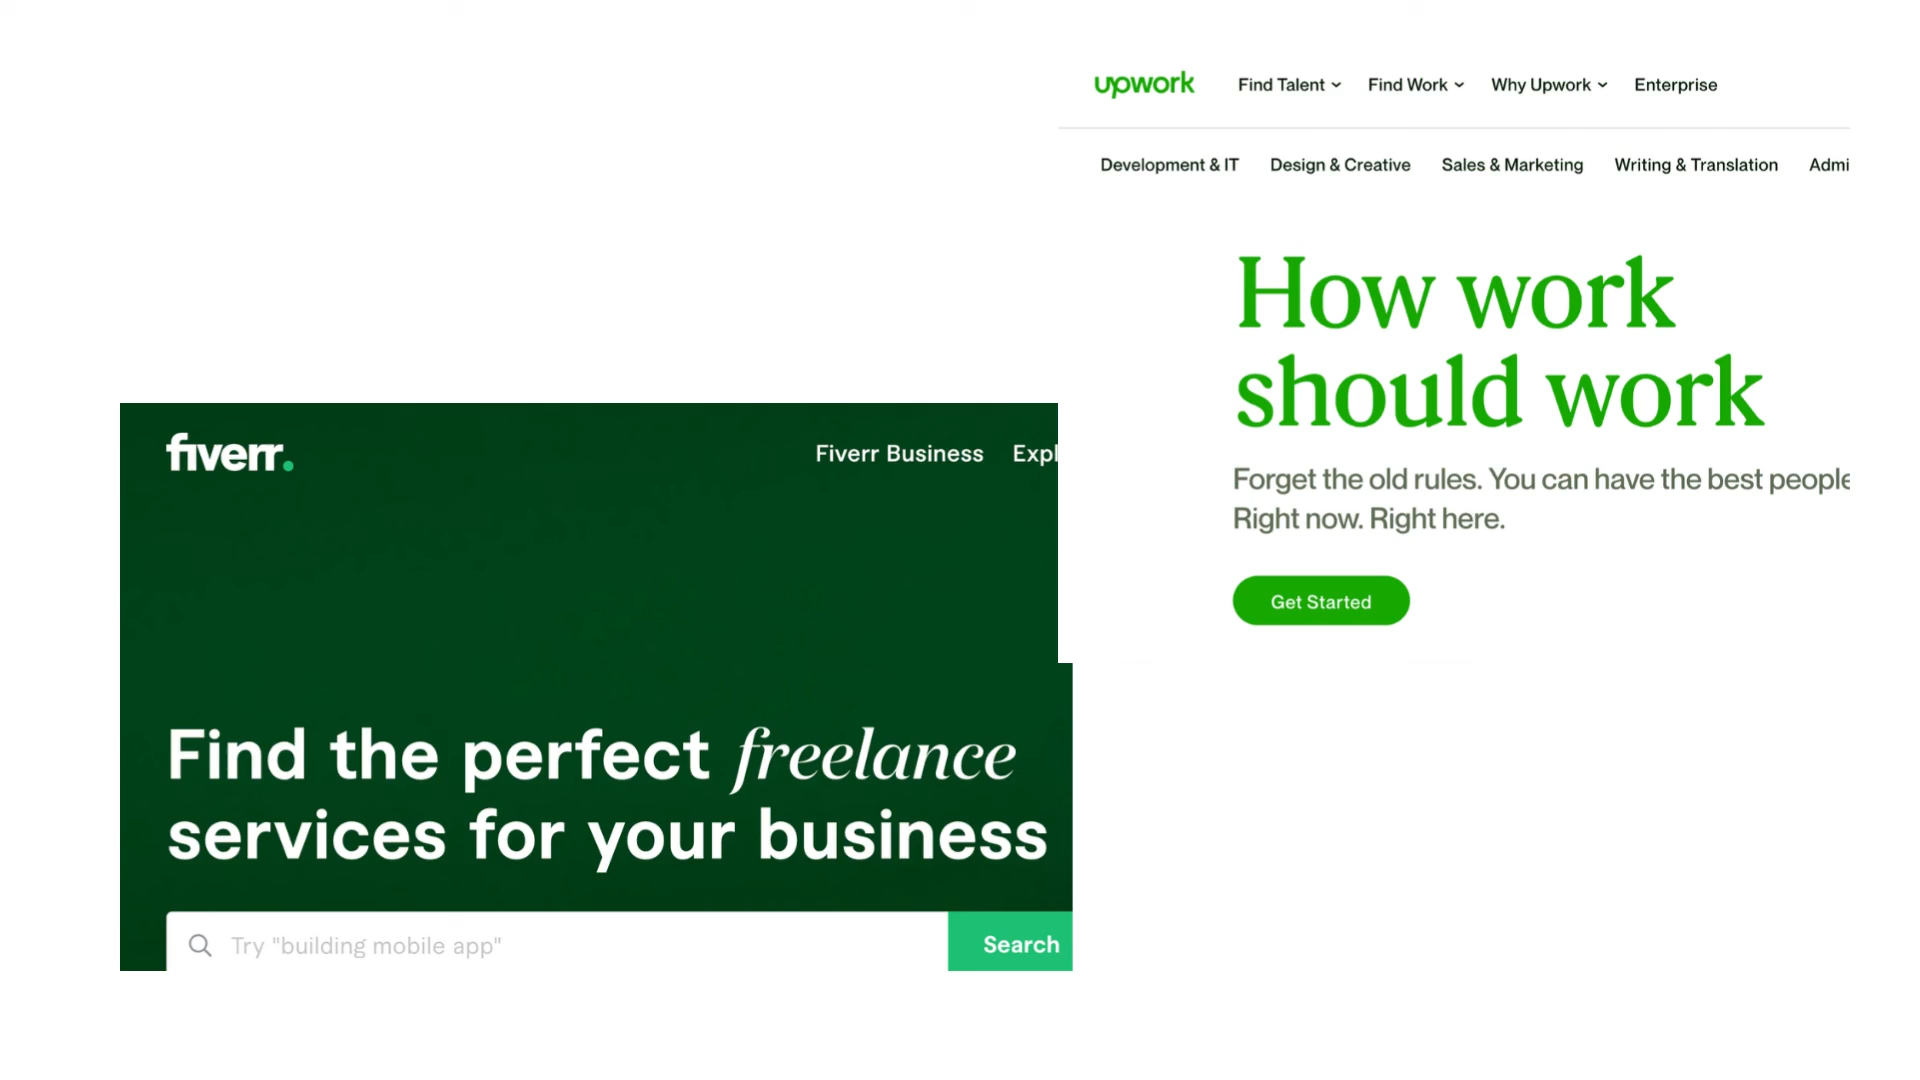 upwork Find Talent Find Work Why Upwork Enterprise
Development & IT Design & Creative Sales & Marketing Writing & Translation Admi
How work
should work
Forget the old rules. You can have the best people
Right now. Right here.
Get Started
fiverr. Fiverr Business Expl
Find the perfect freelance
services for your business
Try "building mobile app" Search